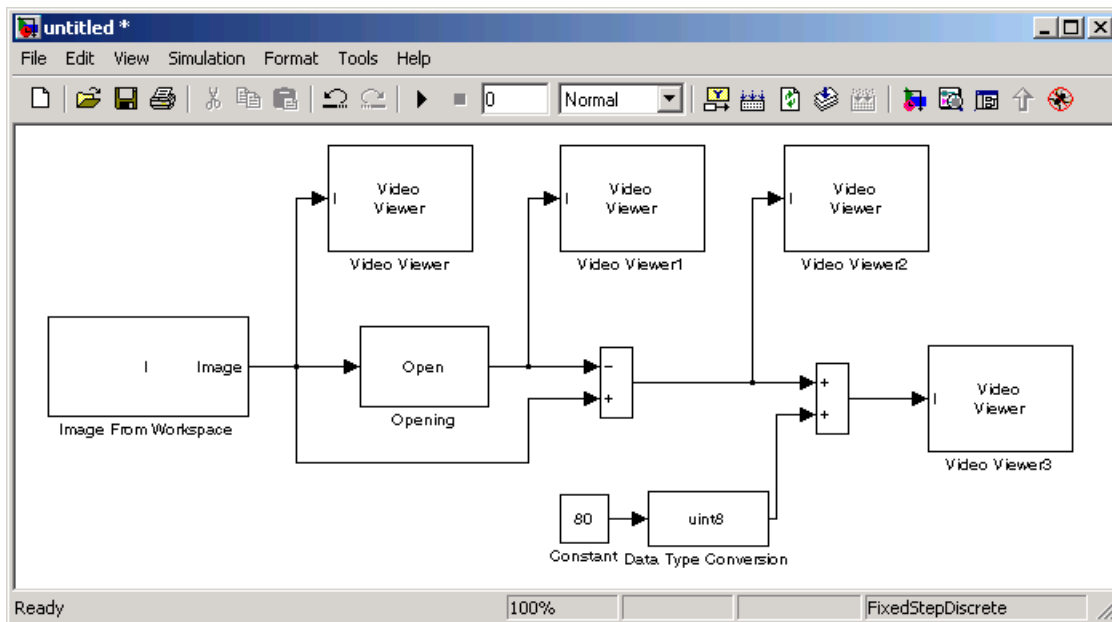 untitled *
File Edit View Simulation Format Tools Help
0 Normal
Video
Viewer
I
Video Viewer
Video
Viewer
I
Video Viewer1
Video
Viewer
I
Video Viewer2
I Image
Image From Workspace
Open
Opening
−
+
+
+
Video
Viewer
I
Video Viewer3
80
Constant
uint8
Data Type Conversion
Ready 100% FixedStepDiscrete